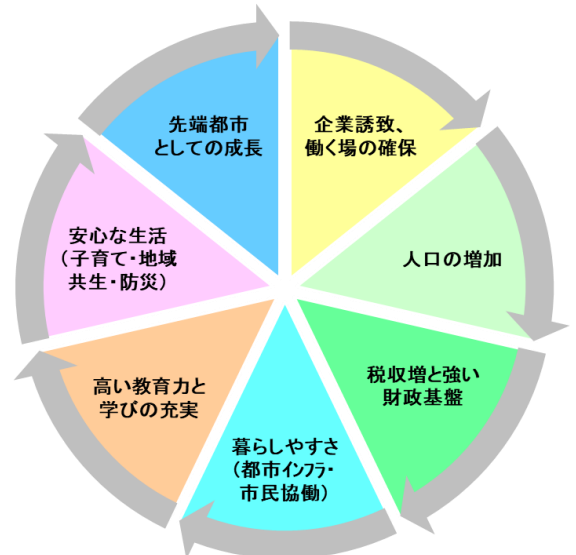 企業誘致、
働く場の確保
人口の増加
税収増と強い
財政基盤
暮らしやすさ
（都市インフラ・
市民協働）
高い教育力と
学びの充実
安心な生活
（子育て・地域
共生・防災）
先端都市
としての成長